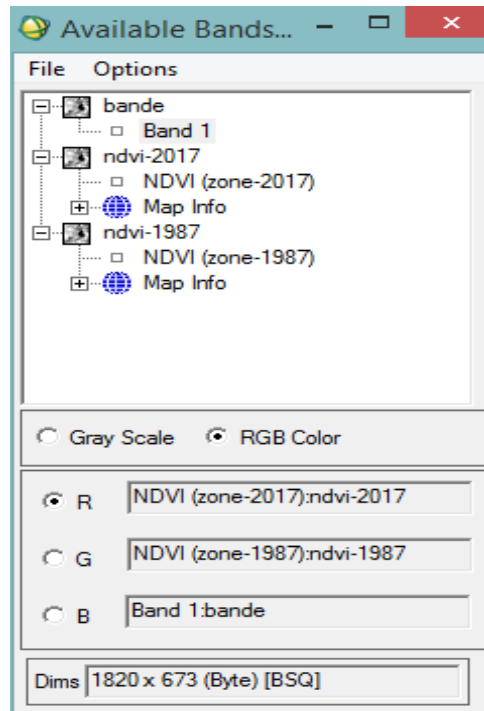 Available Bands...
File Options
bande
Band 1
ndvi-2017
NDVI (zone-2017)
Map Info
ndvi-1987
NDVI (zone-1987)
Map Info
Gray Scale RGB Color
R NDVI (zone-2017):ndvi-2017
G NDVI (zone-1987):ndvi-1987
B Band 1:bande
Dims 1820 x 673 (Byte) [BSQ]